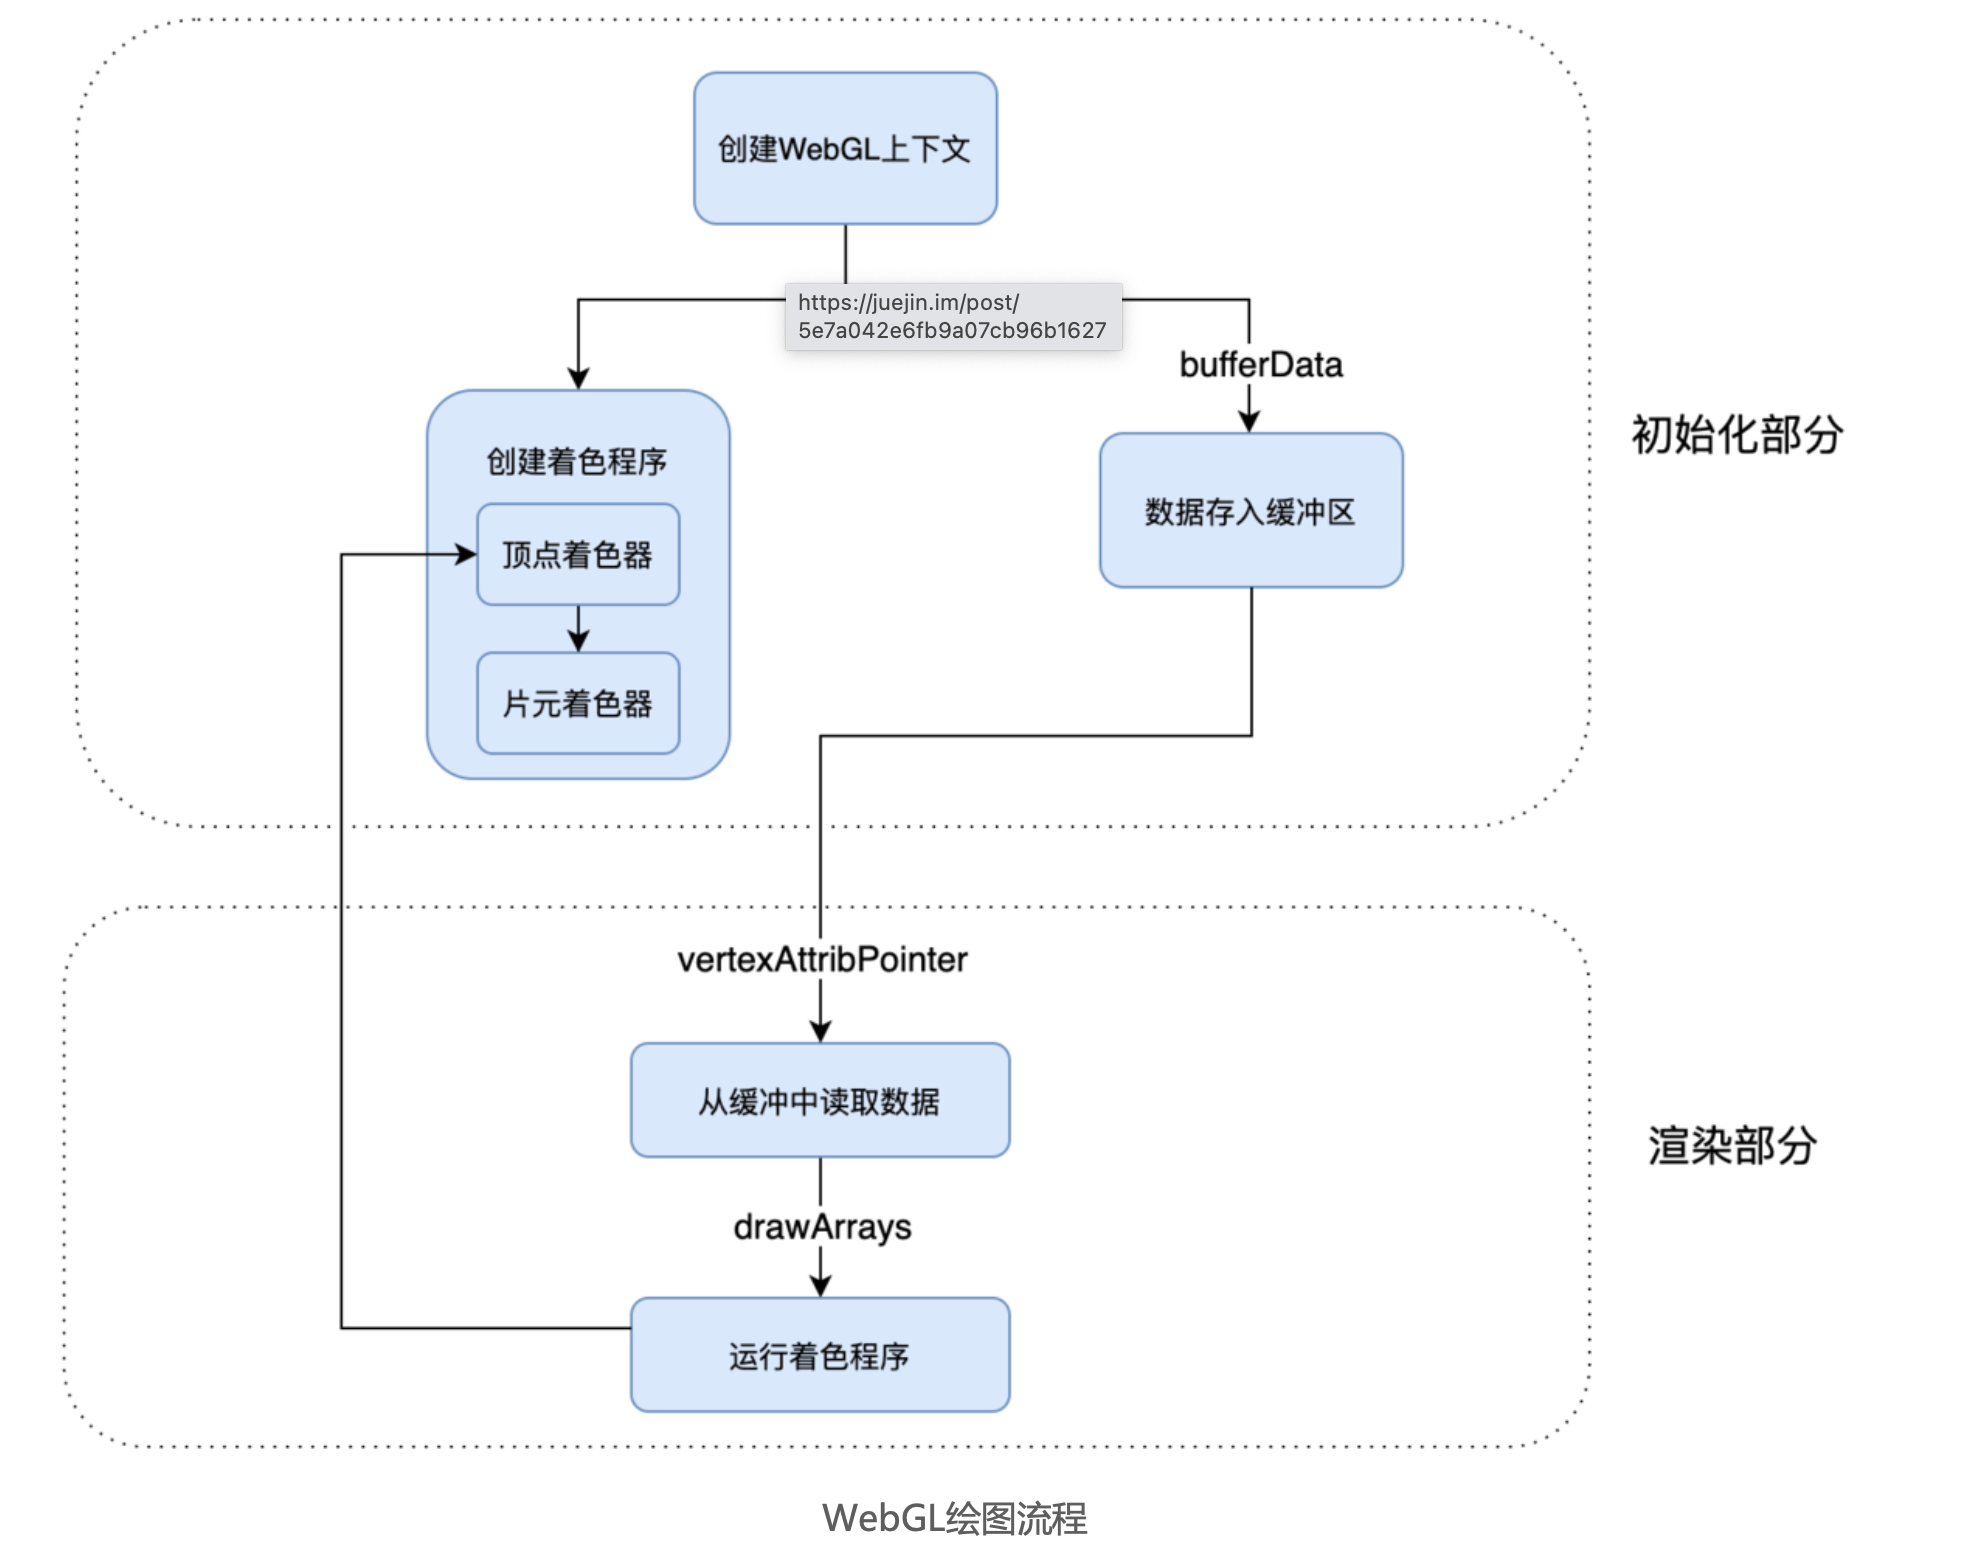 创建WebGL上下文
https://juejin.im/post/
5e7a042e6fb9a07cb96b1627
bufferData
初始化部分
创建着色程序
数据存入缓冲区
顶点着色器
片元着色器
vertexAttribPointer
从缓冲中读取数据
渲染部分
drawArrays
运行着色程序
WebGL绘图流程